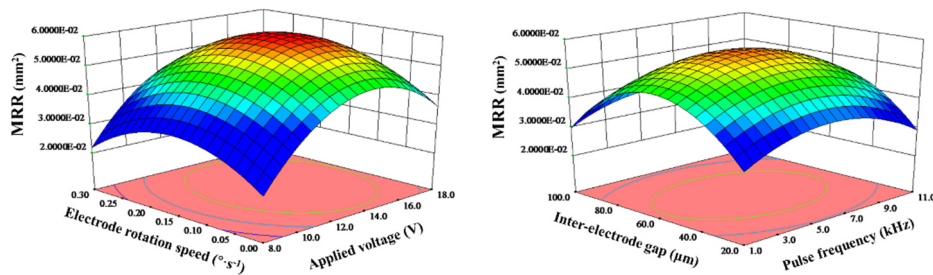 MRR (mm²)
6.0000E-02
5.0000E-02
4.0000E-02
3.0000E-02
2.0000E-02
0.30
0.25
0.20
0.15
0.10
0.05
0.00
Electrode rotation speed (°·s⁻¹)
8.0
10.0
12.0
14.0
16.0
18.0
Applied voltage (V)
MRR (mm²)
6.0000E-02
5.0000E-02
4.0000E-02
3.0000E-02
2.0000E-02
100.0
80.0
60.0
40.0
20.0
Inter-electrode gap (μm)
1.0
3.0
5.0
7.0
9.0
11.0
Pulse frequency (kHz)